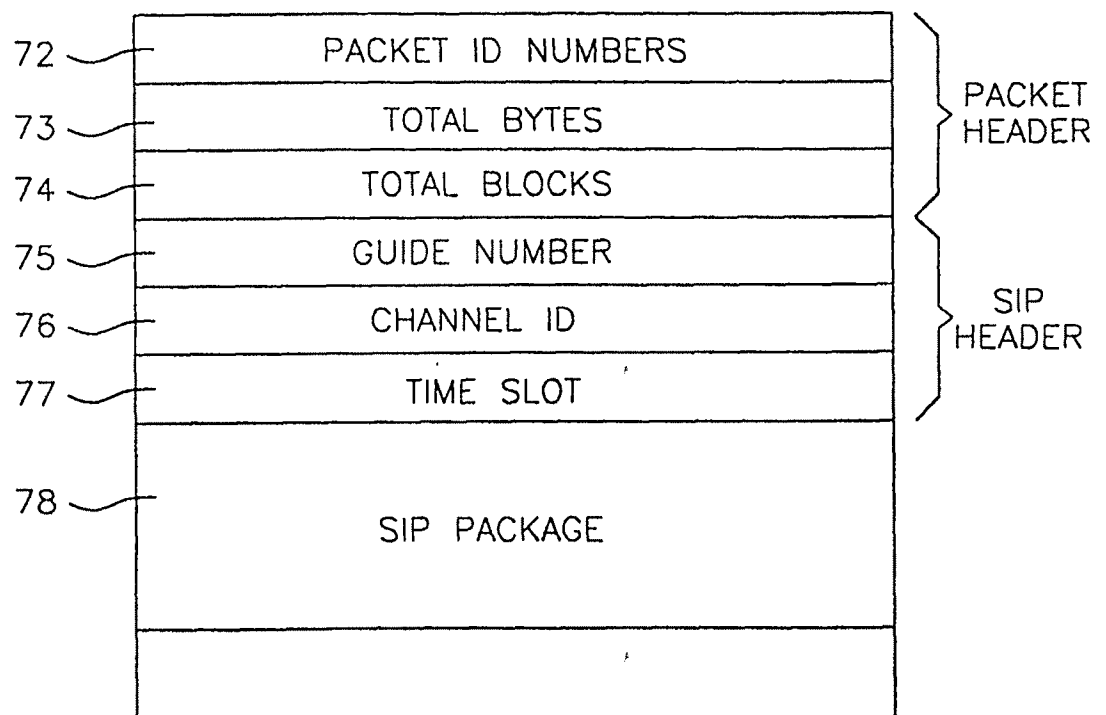 72 PACKET ID NUMBERS
73 TOTAL BYTES
74 TOTAL BLOCKS
PACKET
HEADER
75 GUIDE NUMBER
76 CHANNEL ID
77 TIME SLOT
SIP
HEADER
78 SIP PACKAGE